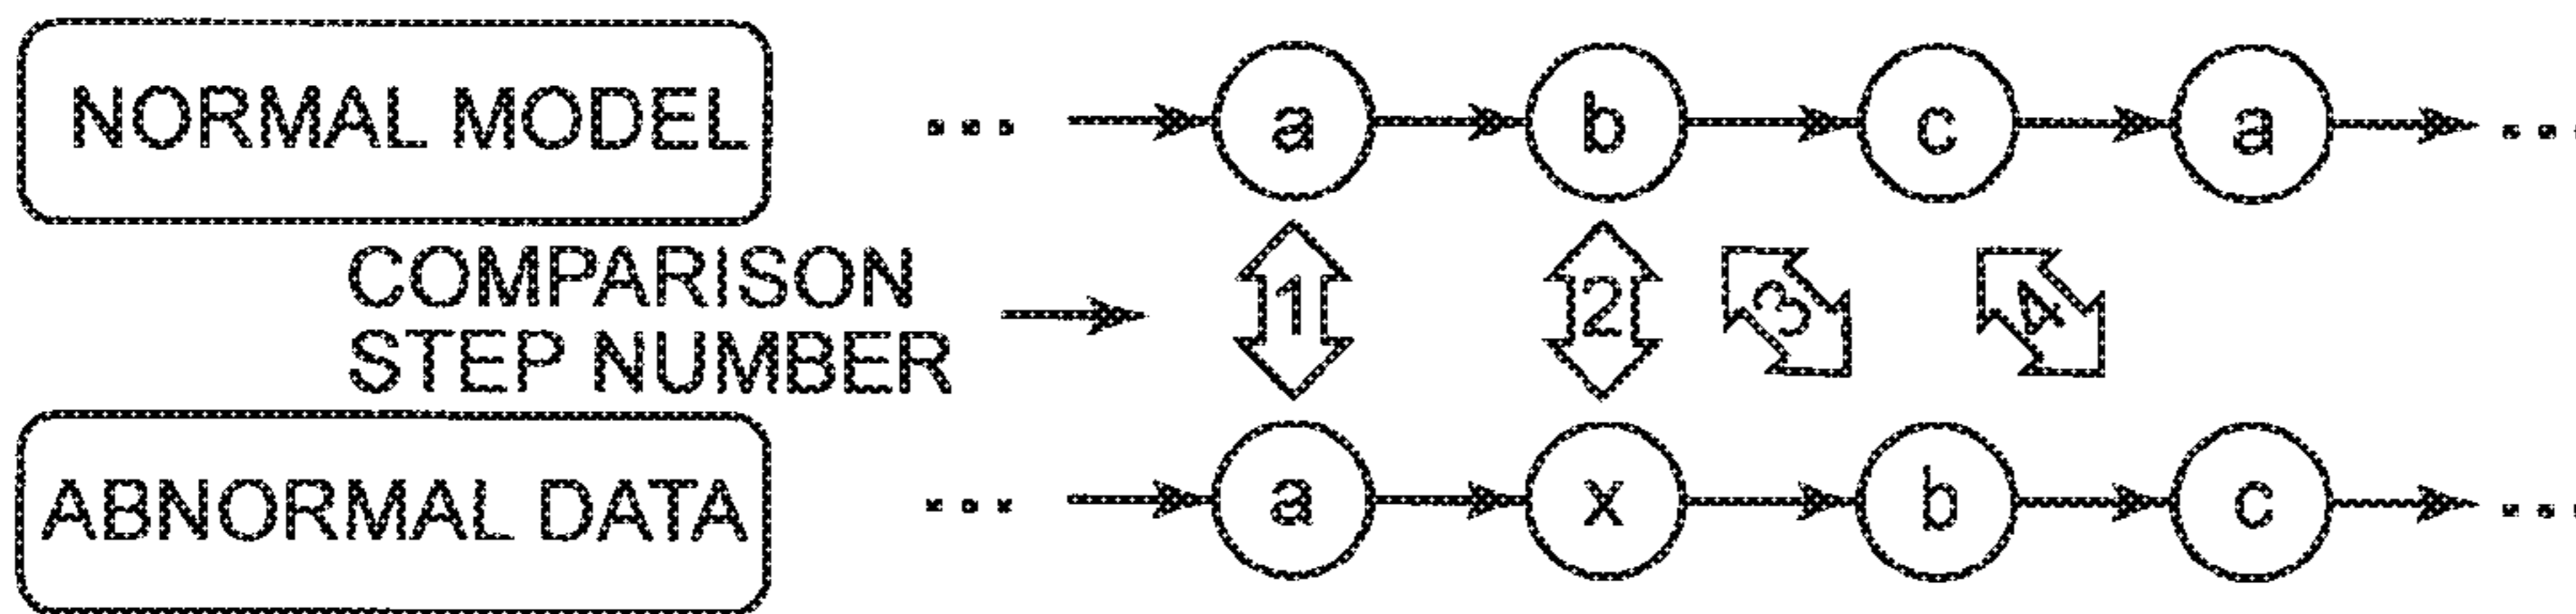 NORMAL MODEL ... a b c a ...
COMPARISON
STEP NUMBER 1 2 3 4
ABNORMAL DATA ... a x b c ...